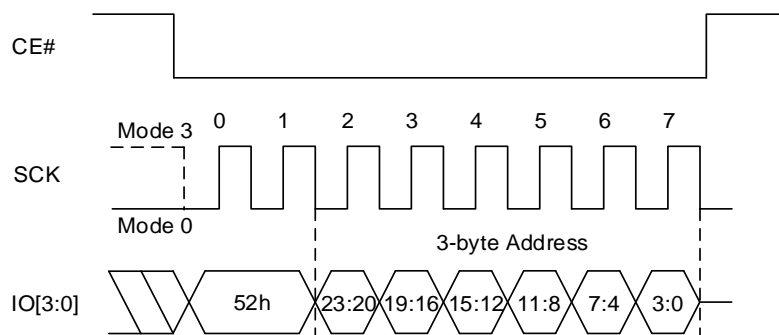 CE#
Mode 3
0 1 2 3 4 5 6 7
SCK
Mode 0
3-byte Address
IO[3:0]
52h 23:20 19:16 15:12 11:8 7:4 3:0